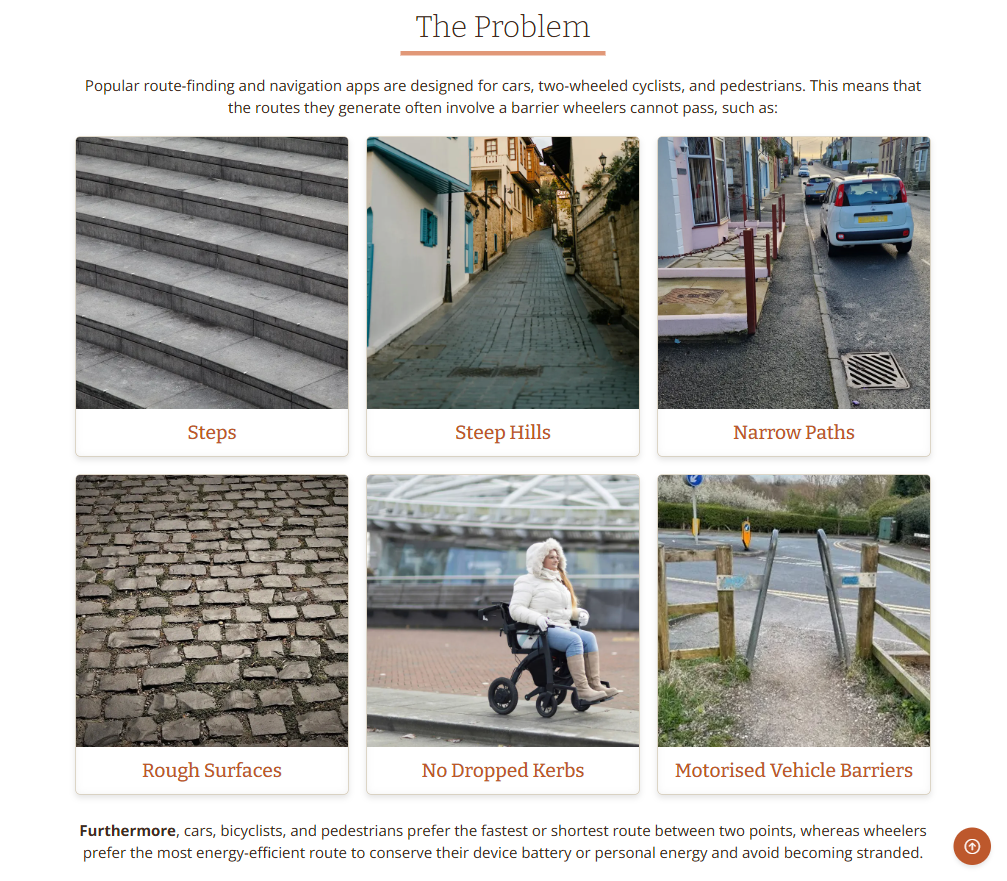 The Problem
Popular route-finding and navigation apps are designed for cars, two-wheeled cyclists, and pedestrians. This means that
the routes they generate often involve a barrier wheelers cannot pass, such as:
Steps
Steep Hills
Narrow Paths
Rough Surfaces
No Dropped Kerbs
Motorised Vehicle Barriers
Furthermore, cars, bicyclists, and pedestrians prefer the fastest or shortest route between two points, whereas wheelers
prefer the most energy-efficient route to conserve their device battery or personal energy and avoid becoming stranded.